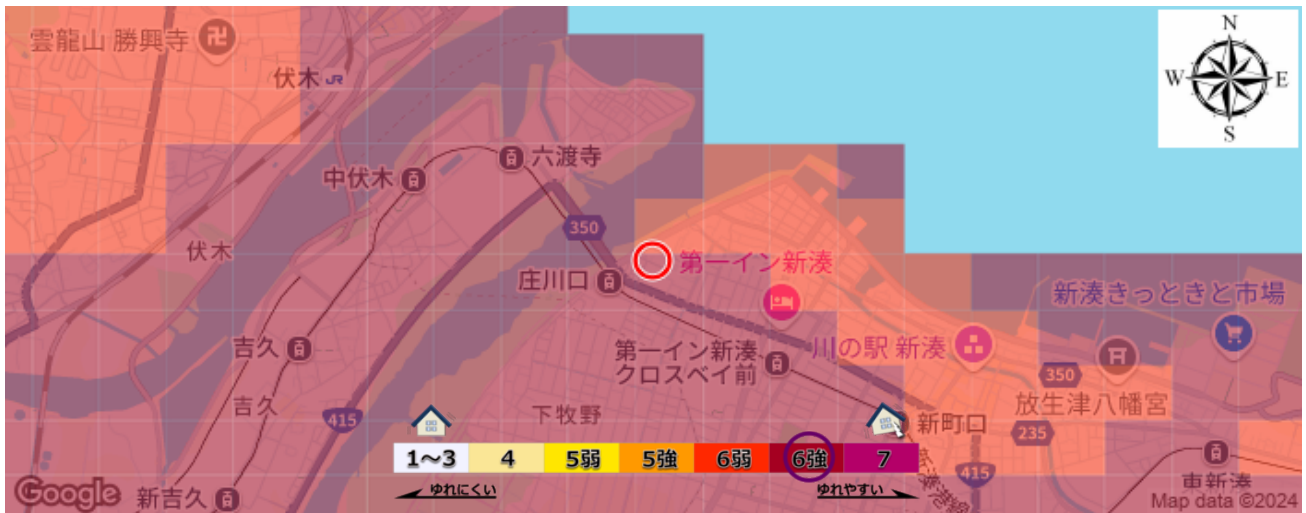 雲龍山 勝興寺
伏木 JR
N
W E
S
六渡寺
中伏木
350
伏木
第一イン新湊
庄川口
新湊きっときと市場
吉久
第一イン新湊
クロスベイ前
川の駅 新湊
350
放生津八幡宮
吉久
415
下牧野
新町口
235
1～3 4 5弱 5強 6弱 6強 7
ゆれにくい ゆれやすい
415
東新湊
新吉久
Google
Map data ©2024